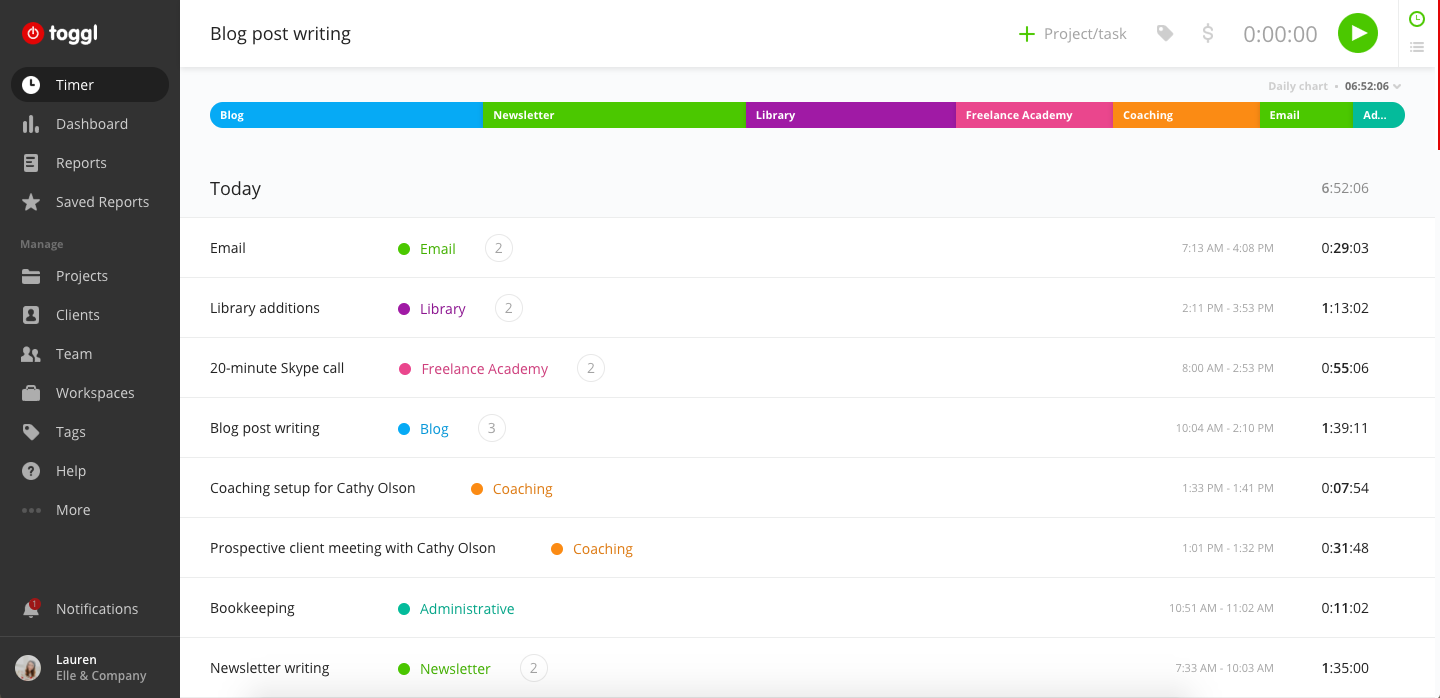 toggl
Timer
Dashboard
Reports
Saved Reports
Manage
Projects
Clients
Team
Workspaces
Tags
Help
More
1
Notifications
Lauren
Elle & Company
Blog post writing
Project/task
$
0:00:00
Daily chart • 06:52:06
Blog Newsletter Library Freelance Academy Coaching Email Ad...
Today 6:52:06
Email Email 2 7:13 AM - 4:08 PM 0:29:03
Library additions Library 2 2:11 PM - 3:53 PM 1:13:02
20-minute Skype call Freelance Academy 2 8:00 AM - 2:53 PM 0:55:06
Blog post writing Blog 3 10:04 AM - 2:10 PM 1:39:11
Coaching setup for Cathy Olson Coaching 1:33 PM - 1:41 PM 0:07:54
Prospective client meeting with Cathy Olson Coaching 1:01 PM - 1:32 PM 0:31:48
Bookkeeping Administrative 10:51 AM - 11:02 AM 0:11:02
Newsletter writing Newsletter 2 7:33 AM - 10:03 AM 1:35:00